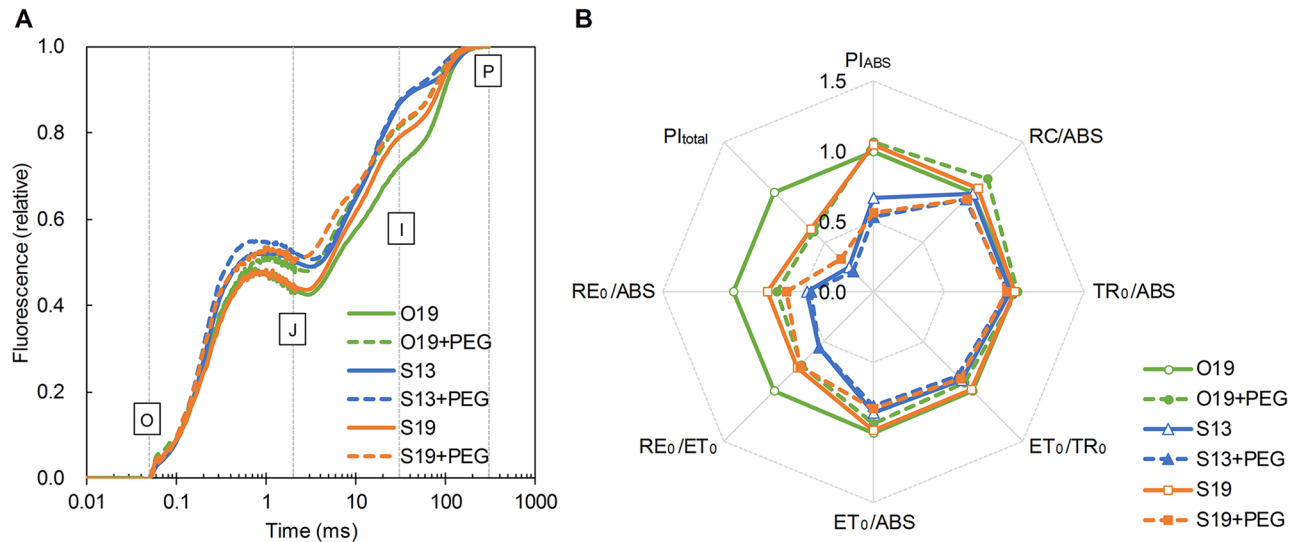 A
Fluorescence (relative)
1.0
0.8
0.6
0.4
0.2
0.0
O
J
I
P
O19
O19+PEG
S13
S13+PEG
S19
S19+PEG
0.01
0.1
1
10
100
1000
Time (ms)
B
PIABS
RC/ABS
TR0/ABS
ET0/TR0
ET0/ABS
RE0/ET0
RE0/ABS
PItotal
1.5
1.0
0.5
0.0
O19
O19+PEG
S13
S13+PEG
S19
S19+PEG